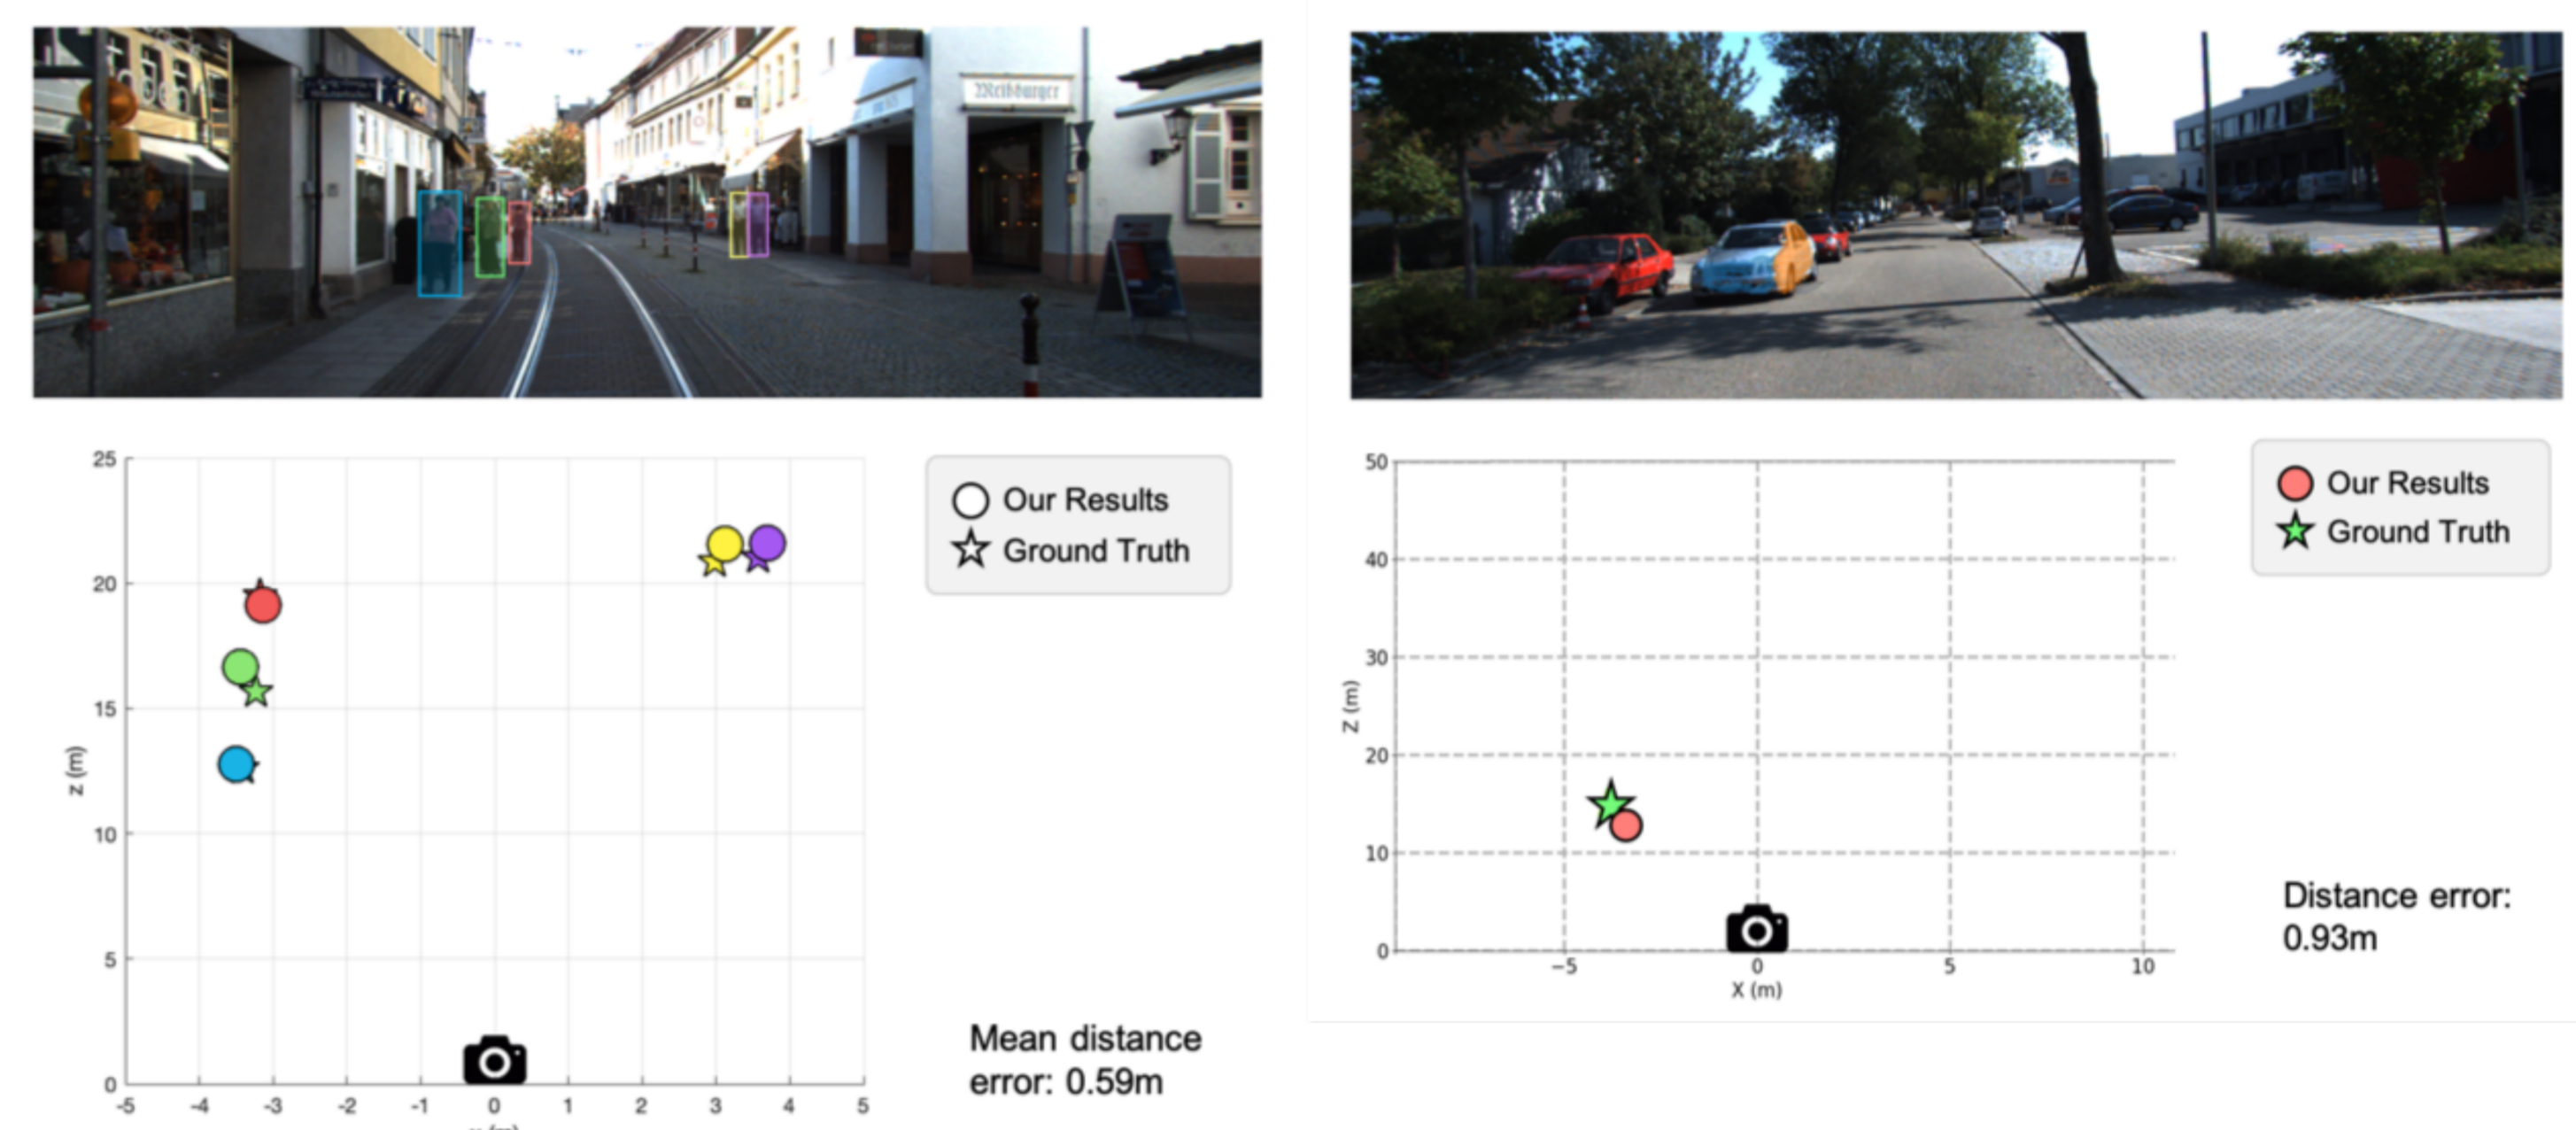 Weibburger
25
20
15
10
5
0
z (m)
-5 -4 -3 -2 -1 0 1 2 3 4 5
Our Results
Ground Truth
Mean distance
error: 0.59m
50
40
30
20
10
0
Z (m)
−5 0 5 10
X (m)
Our Results
Ground Truth
Distance error:
0.93m